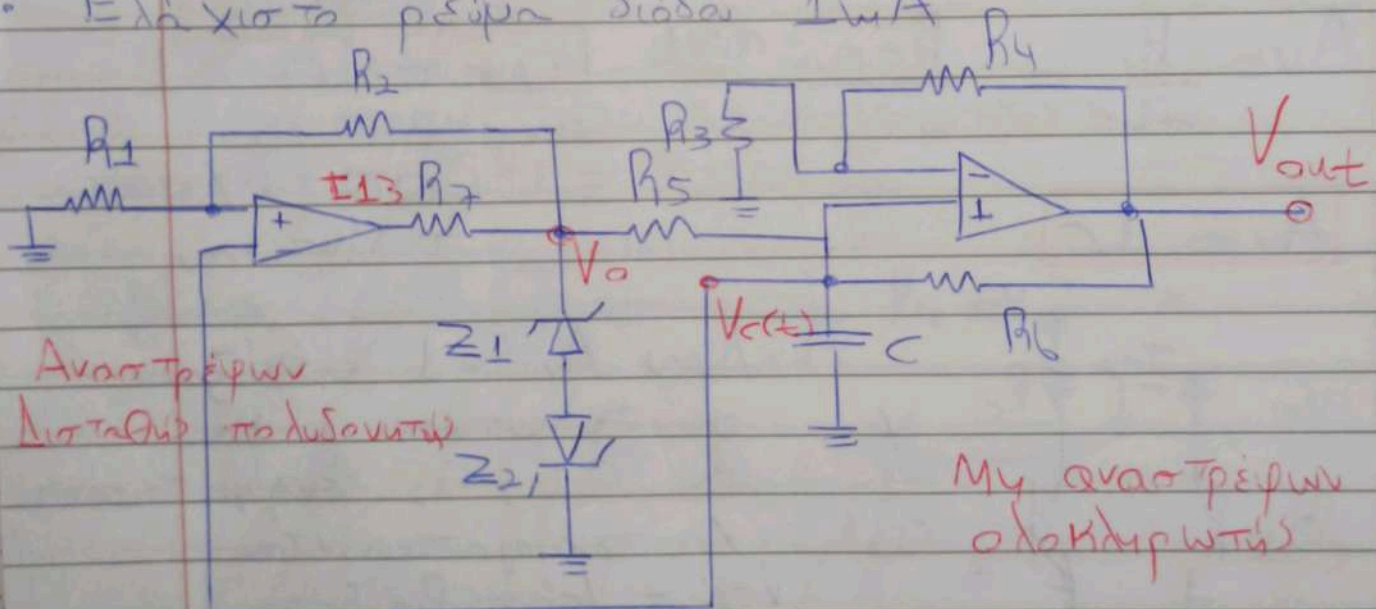 • Ελάχιστο ρεύμα διόδου 1mA
R4
R2
R1
R3
Vout
I13 R7
R5
+
-
+
Vo
Vc(t)
Z1
C
R6
Αναστρέφων
Δισταθής πολυδονητής
Z2
Μη αναστρέφων
ολοκληρωτής